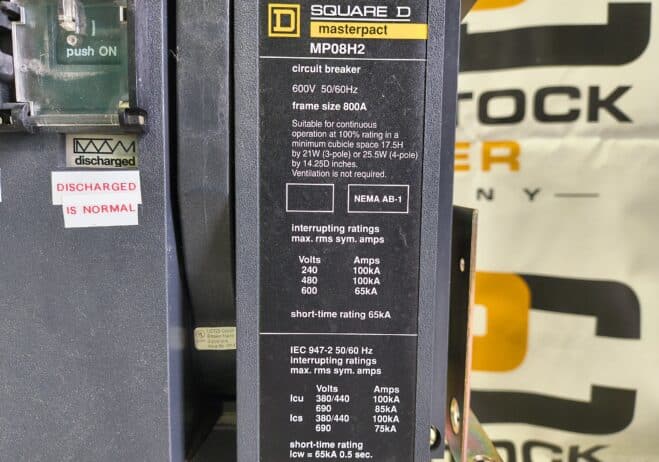 push ON
discharged
DISCHARGED
IS NORMAL
D SQUARE D
masterpact
MP08H2
circuit breaker
600V 50/60Hz
frame size 800A
Suitable for continuous
operation at 100% rating in a
minimum cubicle space 17.5H
by 21W (3-pole) or 25.5W (4-pole)
by 14.25D inches.
Ventilation is not required.
NEMA AB-1
interrupting ratings
max. rms sym. amps
Volts Amps
240 100kA
480 100kA
600 65kA
short-time rating 65kA
IEC 947-2 50/60 Hz
interrupting ratings
max. rms sym. amps
Volts Amps
Icu 380/440 100kA
690 85kA
Ics 380/440 100kA
690 75kA
short-time rating
Icw = 65kA 0.5 sec.
STOCK
ER
NY